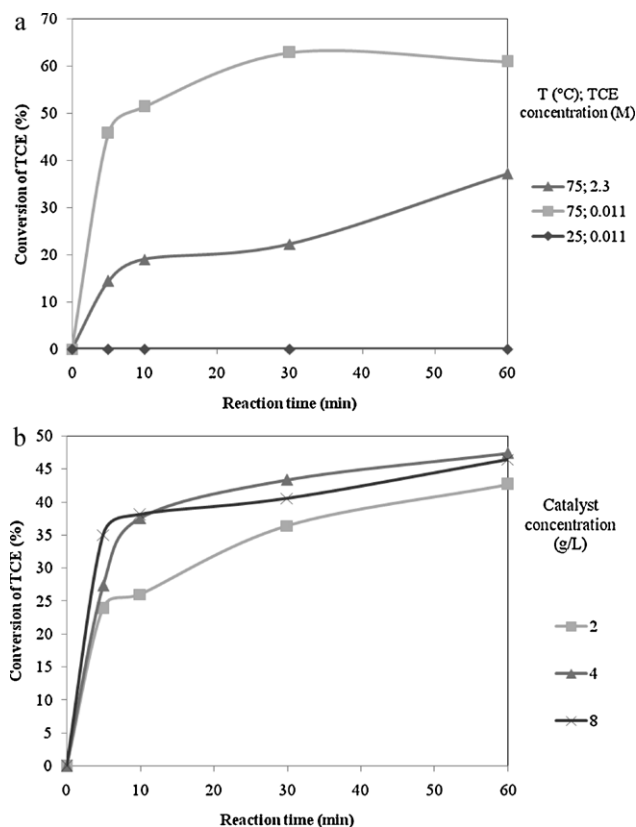 a
70
60
50
40
30
20
10
0
Conversion of TCE (%)
0 10 20 30 40 50 60
Reaction time (min)
T (°C); TCE
concentration (M)
75; 2.3
75; 0.011
25; 0.011
b
50
45
40
35
30
25
20
15
10
5
0
Conversion of TCE (%)
0 10 20 30 40 50 60
Reaction time (min)
Catalyst
concentration
(g/L)
2
4
8